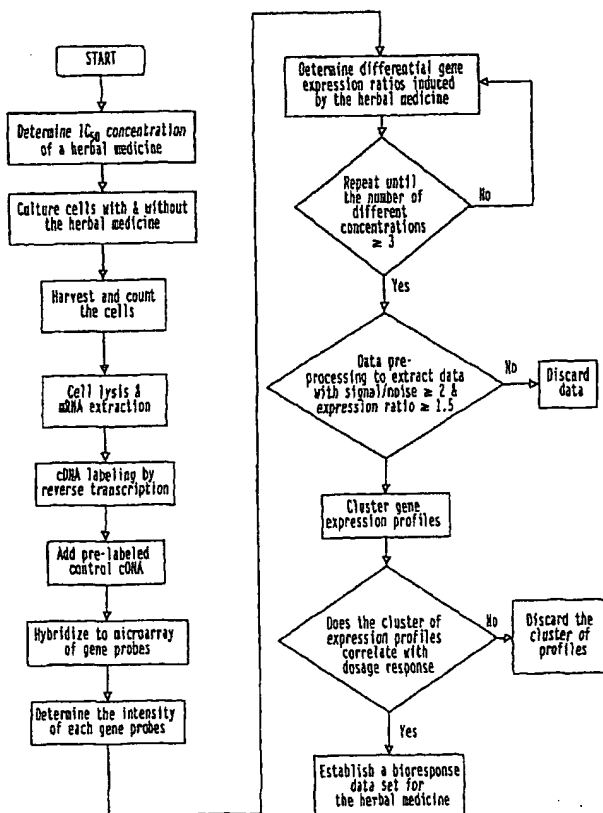 START
Determine IC50 concentration
of a herbal medicine
Culture cells with & without
the herbal medicine
Harvest and count
the cells
Cell lysis &
mRNA extraction
cDNA labeling by
reverse transcription
Add pre-labeled
control cDNA
Hybridize to microarray
of gene probes
Determine the intensity
of each gene probes
Determine differential gene
expression ratios induced
by the herbal medicine
Repeat until
the number of
different
concentrations
≥ 3
No
Yes
Data pre-
processing to extract data
with signal/noise ≥ 2 &
expression ratio ≥ 1.5
No
Discard
data
Cluster gene
expression profiles
Does the cluster of
expression profiles
correlate with
dosage response
No
Discard the
cluster of
profiles
Yes
Establish a bioresponse
data set for
the herbal medicine